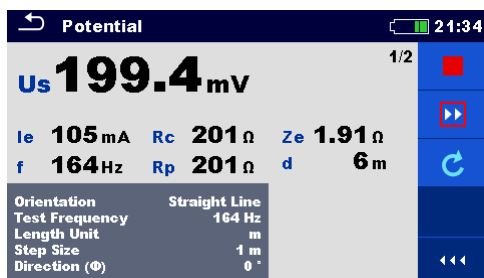 Potential 21:34
1/2
Us 199.4 mV
Ie 105 mA Rc 201 Ω Ze 1.91 Ω
f 164 Hz Rp 201 Ω d 6 m
Orientation Straight Line
Test Frequency 164 Hz
Length Unit m
Step Size 1 m
Direction (Φ) 0 °